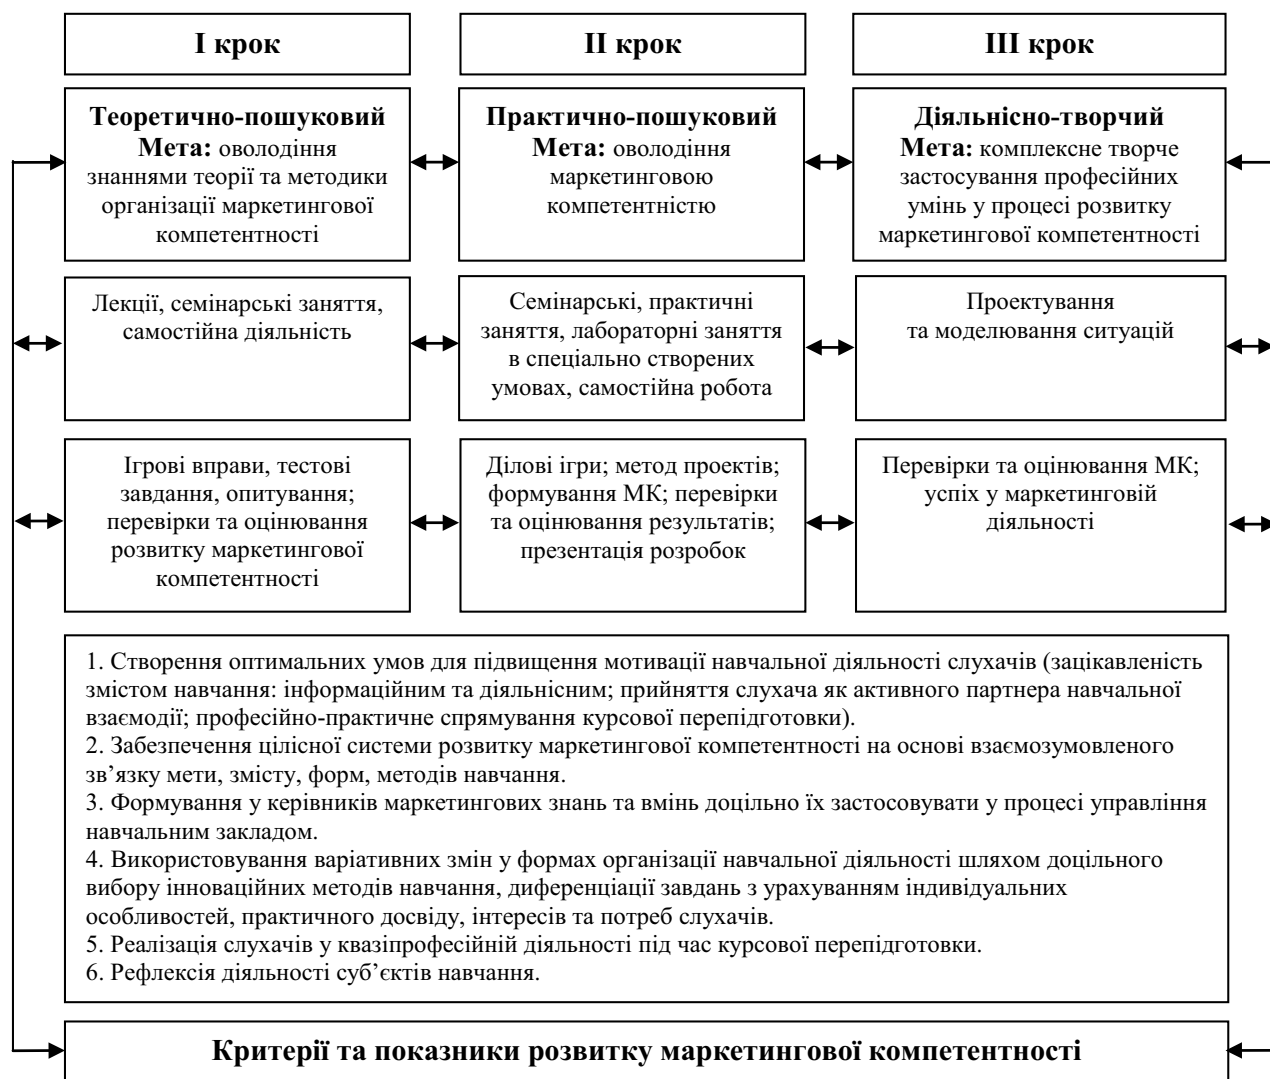 I крок
II крок
III крок
Теоретично-пошуковий
Мета: оволодіння
знаннями теорії та методики
організації маркетингової
компетентності
Практично-пошуковий
Мета: оволодіння
маркетинговою
компетентністю
Діяльнісно-творчий
Мета: комплексне творче
застосування професійних
умінь у процесі розвитку
маркетингової компетентності
Лекції, семінарські заняття,
самостійна діяльність
Семінарські, практичні
заняття, лабораторні заняття
в спеціально створених
умовах, самостійна робота
Проектування
та моделювання ситуацій
Ігрові вправи, тестові
завдання, опитування;
перевірки та оцінювання
розвитку маркетингової
компетентності
Ділові ігри; метод проектів;
формування МК; перевірки
та оцінювання результатів;
презентація розробок
Перевірки та оцінювання МК;
успіх у маркетинговій
діяльності
1. Створення оптимальних умов для підвищення мотивації навчальної діяльності слухачів (зацікавленість
змістом навчання: інформаційним та діяльнісним; прийняття слухача як активного партнера навчальної
взаємодії; професійно-практичне спрямування курсової перепідготовки).
2. Забезпечення цілісної системи розвитку маркетингової компетентності на основі взаємозумовленого
зв’язку мети, змісту, форм, методів навчання.
3. Формування у керівників маркетингових знань та вмінь доцільно їх застосовувати у процесі управління
навчальним закладом.
4. Використовування варіативних змін у формах організації навчальної діяльності шляхом доцільного
вибору інноваційних методів навчання, диференціації завдань з урахуванням індивідуальних
особливостей, практичного досвіду, інтересів та потреб слухачів.
5. Реалізація слухачів у квазіпрофесійній діяльності під час курсової перепідготовки.
6. Рефлексія діяльності суб’єктів навчання.
Критерії та показники розвитку маркетингової компетентності